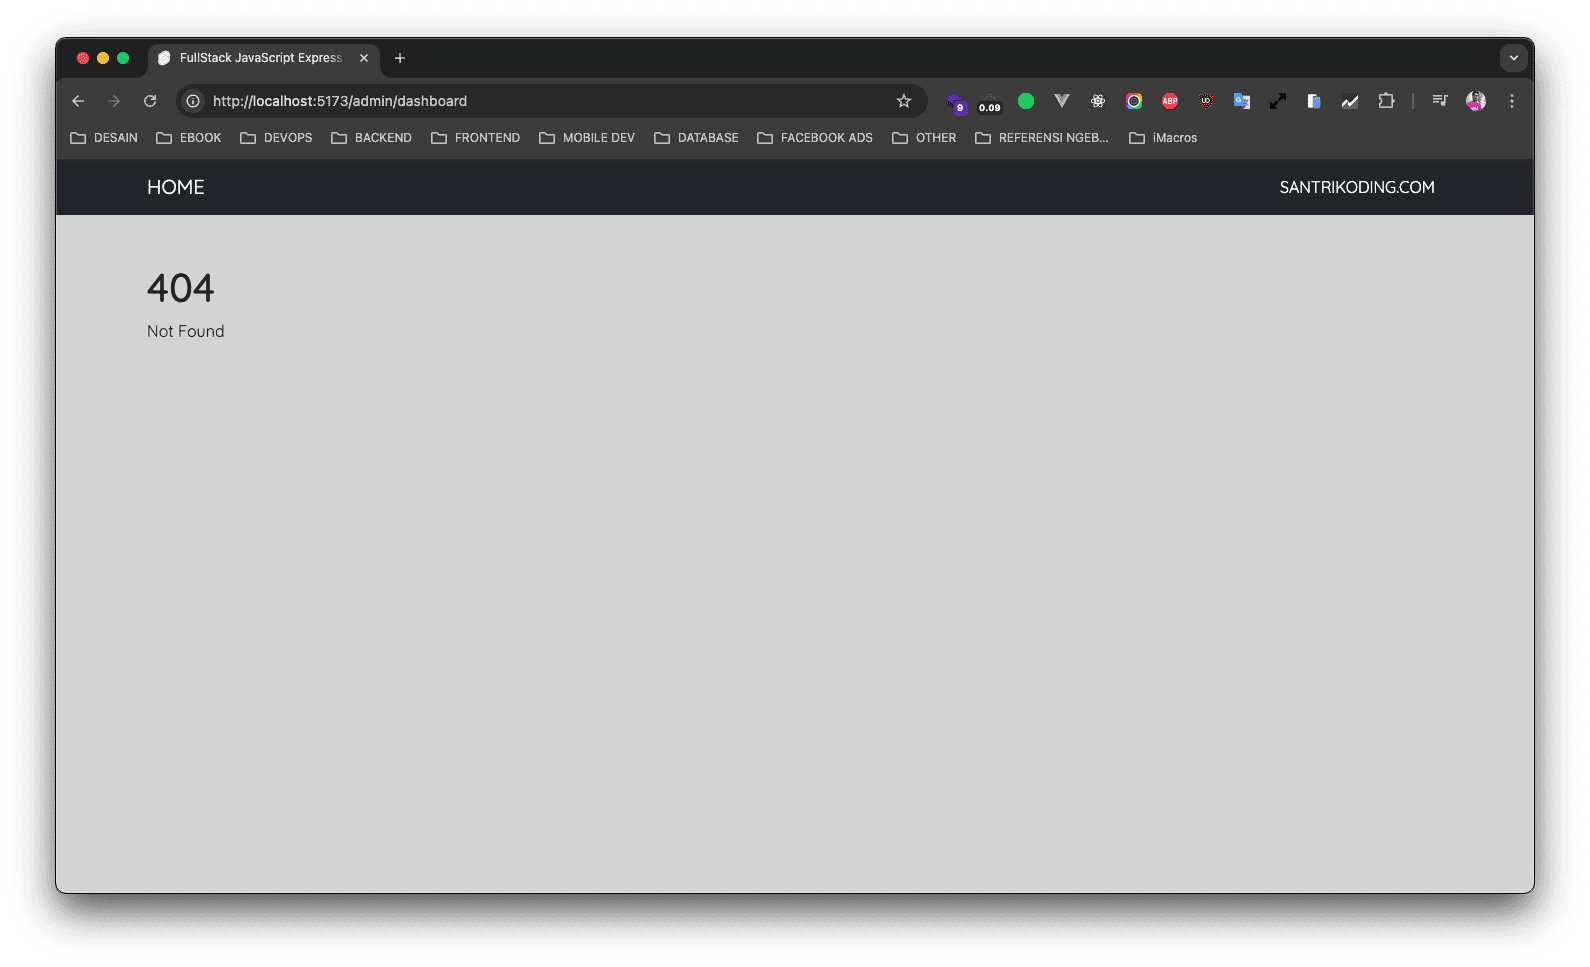 FullStack JavaScript Express
http://localhost:5173/admin/dashboard
9
0.09
ABP
DESAIN EBOOK DEVOPS BACKEND FRONTEND MOBILE DEV DATABASE FACEBOOK ADS OTHER REFERENSI NGEB... iMacros
HOME SANTRIKODING.COM
404
Not Found